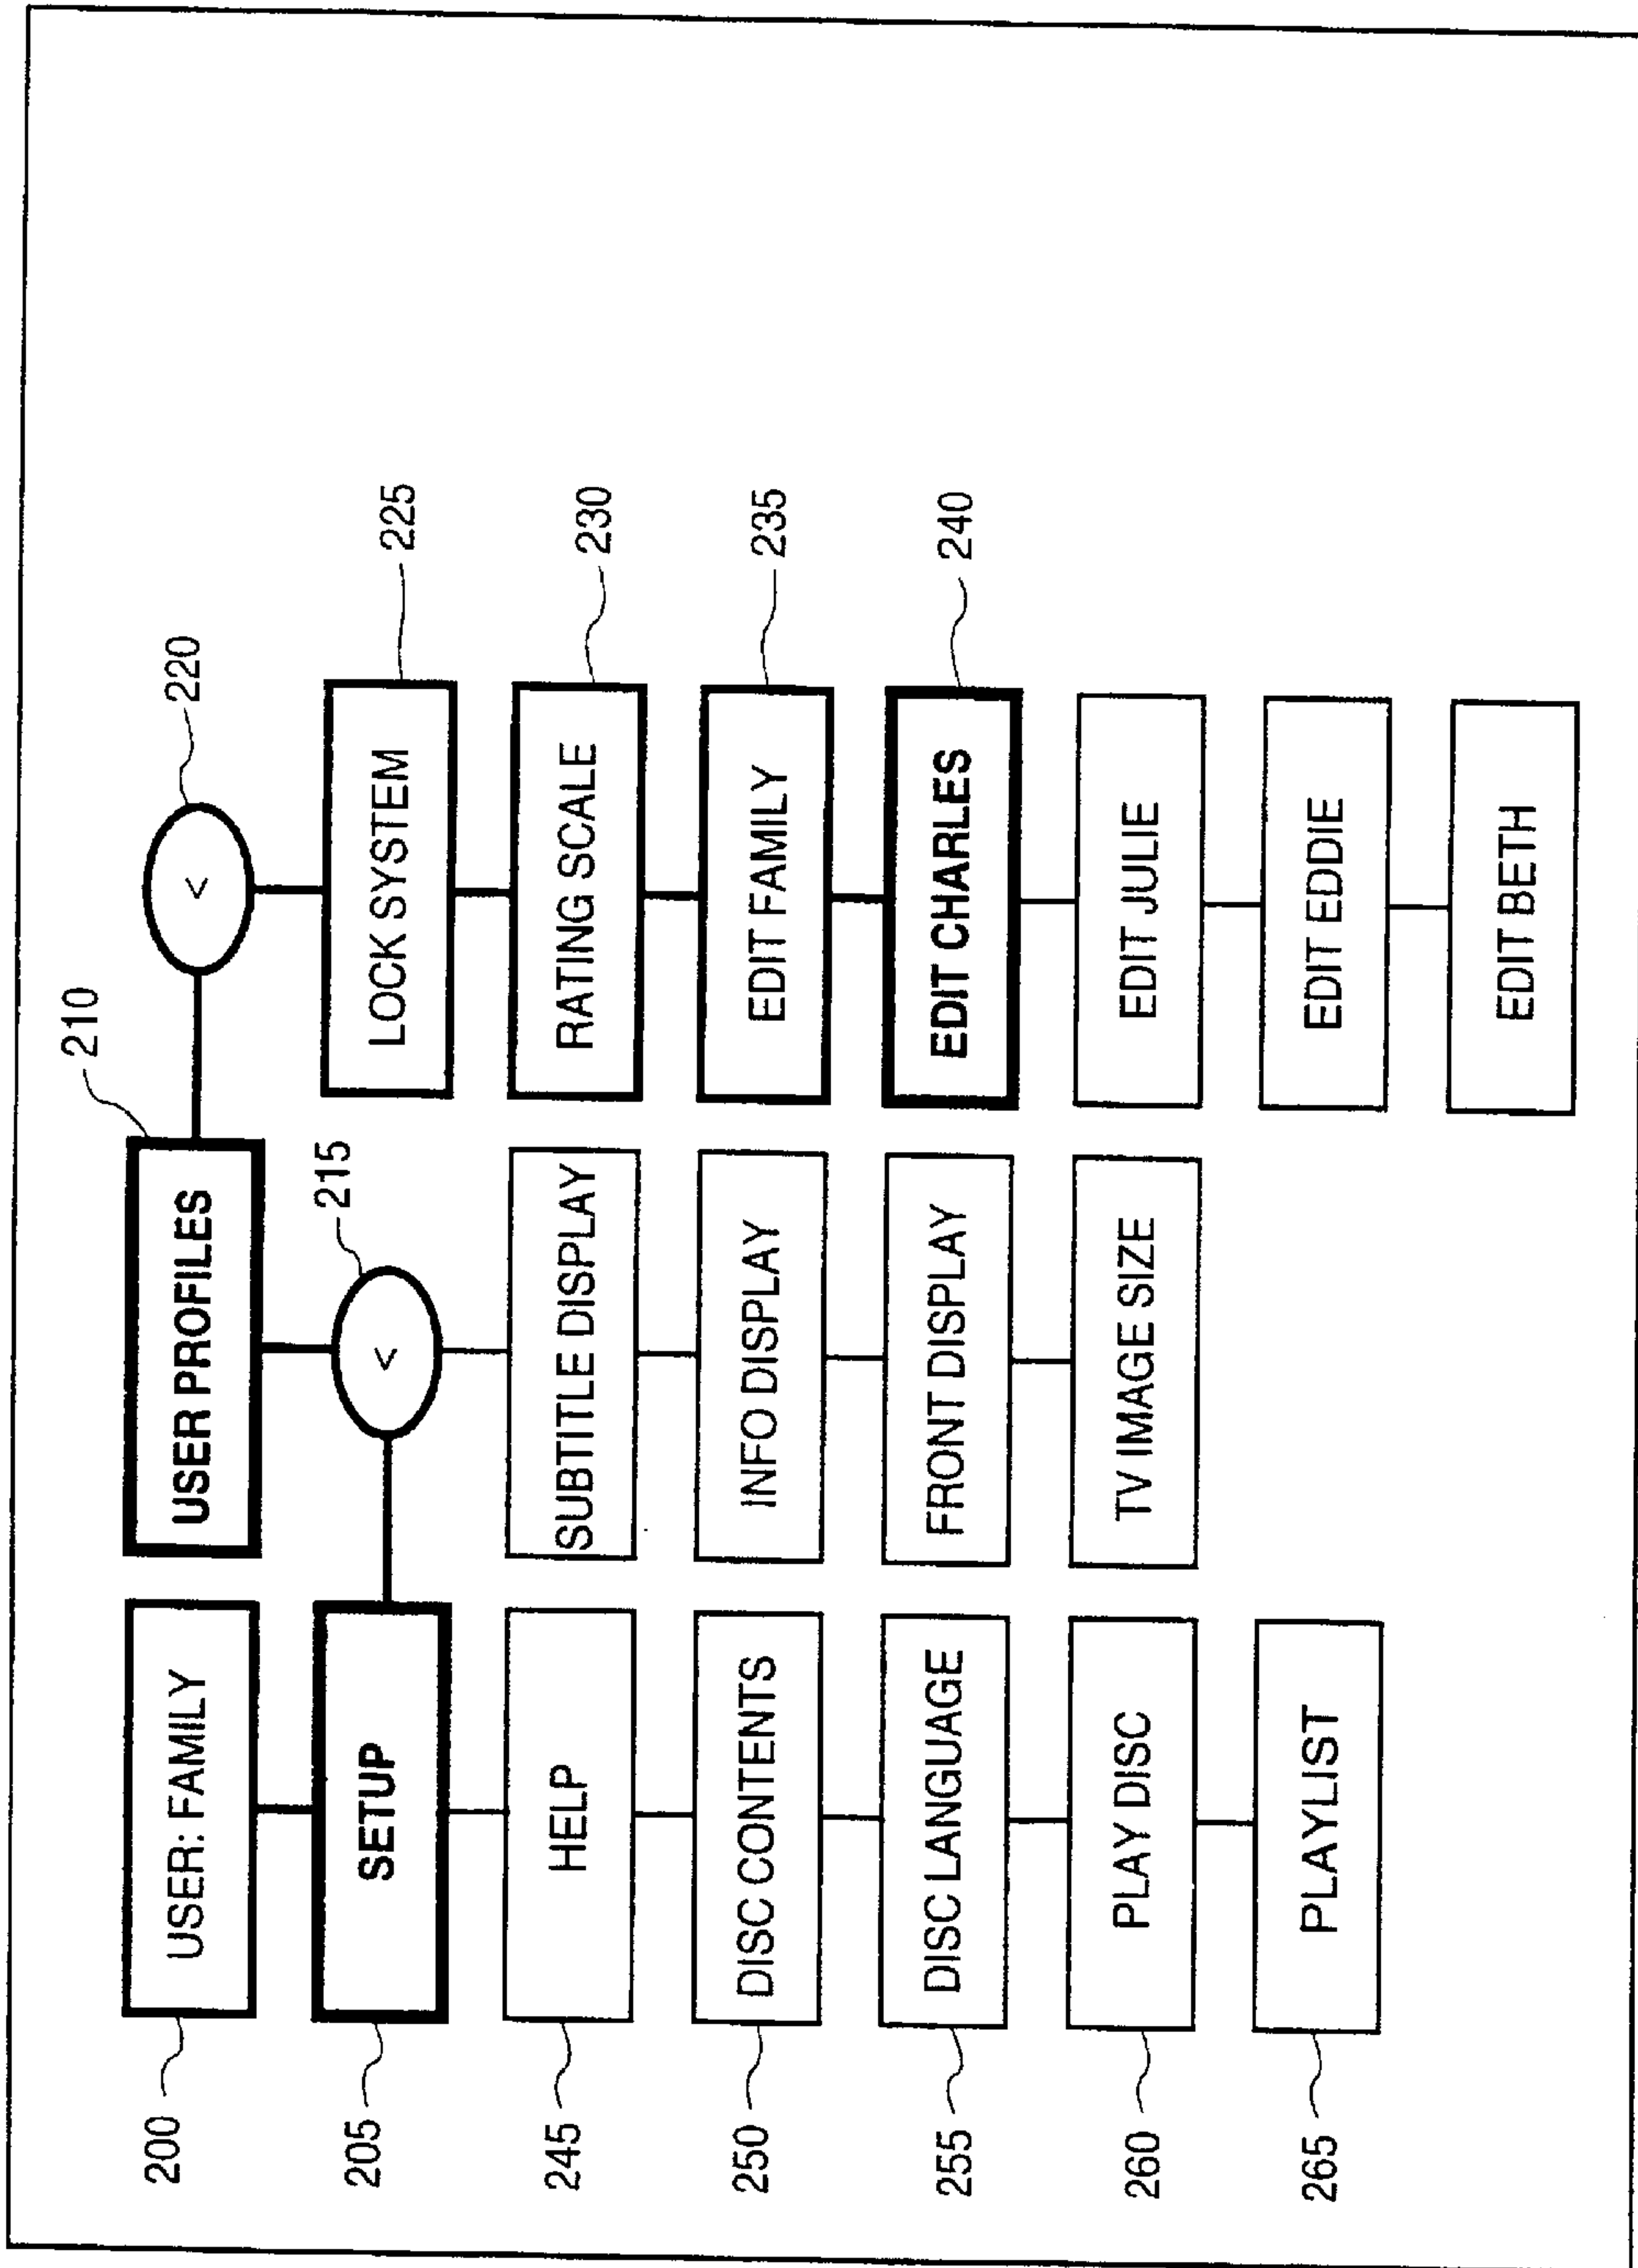 210
220
200
USER: FAMILY
USER PROFILES
<
205
SETUP
215
<
LOCK SYSTEM
225
245
HELP
SUBTITLE DISPLAY
RATING SCALE
230
250
DISC CONTENTS
INFO DISPLAY
EDIT FAMILY
235
255
DISC LANGUAGE
FRONT DISPLAY
EDIT CHARLES
240
260
PLAY DISC
TV IMAGE SIZE
EDIT JULIE
265
PLAYLIST
EDIT EDDIE
EDIT BETH